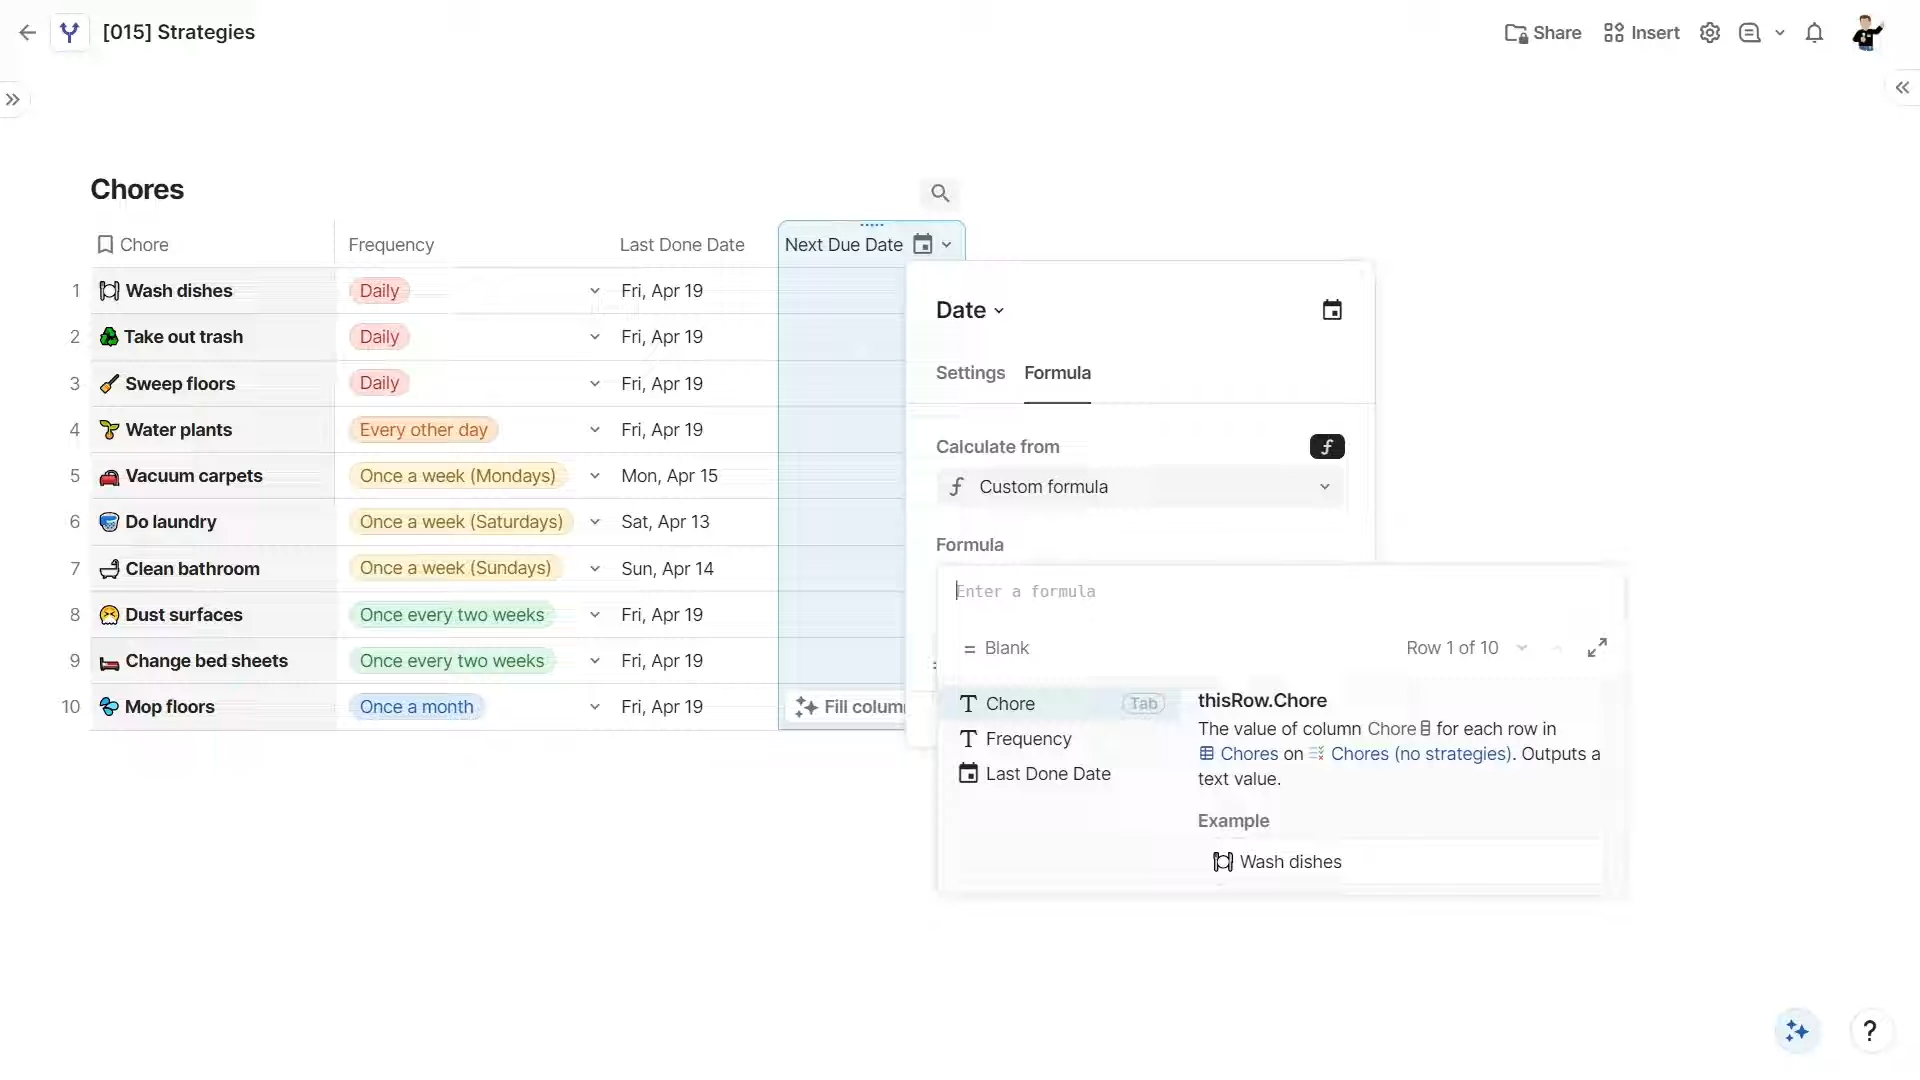 [015] Strategies
Share
Insert
Chores
Chore Frequency Last Done Date Next Due Date
1 Wash dishes Daily Fri, Apr 19
2 Take out trash Daily Fri, Apr 19
3 Sweep floors Daily Fri, Apr 19
4 Water plants Every other day Fri, Apr 19
5 Vacuum carpets Once a week (Mondays) Mon, Apr 15
6 Do laundry Once a week (Saturdays) Sat, Apr 13
7 Clean bathroom Once a week (Sundays) Sun, Apr 14
8 Dust surfaces Once every two weeks Fri, Apr 19
9 Change bed sheets Once every two weeks Fri, Apr 19
10 Mop floors Once a month Fri, Apr 19 Fill colum
Date
Settings Formula
Calculate from
Custom formula
Formula
Enter a formula
= Blank Row 1 of 10
Chore Tab
Frequency
Last Done Date
thisRow.Chore
The value of column Chore for each row in
Chores on Chores (no strategies). Outputs a
text value.
Example
Wash dishes
?